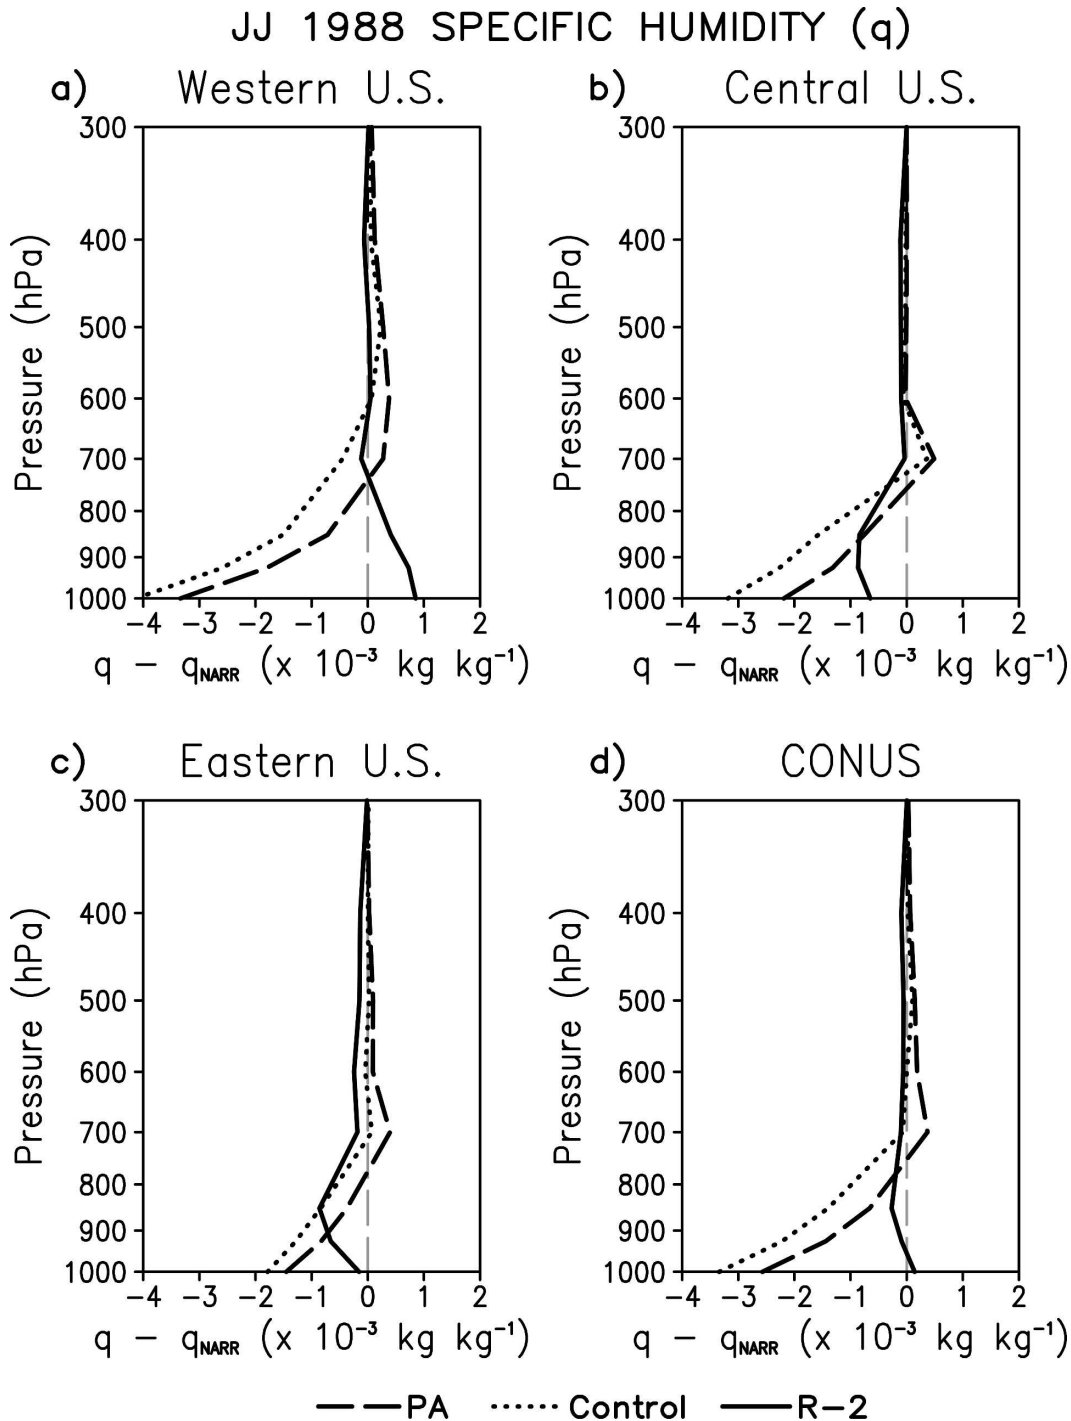 JJ 1988 SPECIFIC HUMIDITY (q)
a) Western U.S.
b) Central U.S.
300
400
500
600
700
800
900
1000
Pressure (hPa)
-4 -3 -2 -1 0 1 2
q - qNARR (x 10⁻³ kg kg⁻¹)
300
400
500
600
700
800
900
1000
Pressure (hPa)
-4 -3 -2 -1 0 1 2
q - qNARR (x 10⁻³ kg kg⁻¹)
c) Eastern U.S.
d) CONUS
300
400
500
600
700
800
900
1000
Pressure (hPa)
-4 -3 -2 -1 0 1 2
q - qNARR (x 10⁻³ kg kg⁻¹)
300
400
500
600
700
800
900
1000
Pressure (hPa)
-4 -3 -2 -1 0 1 2
q - qNARR (x 10⁻³ kg kg⁻¹)
PA Control R-2